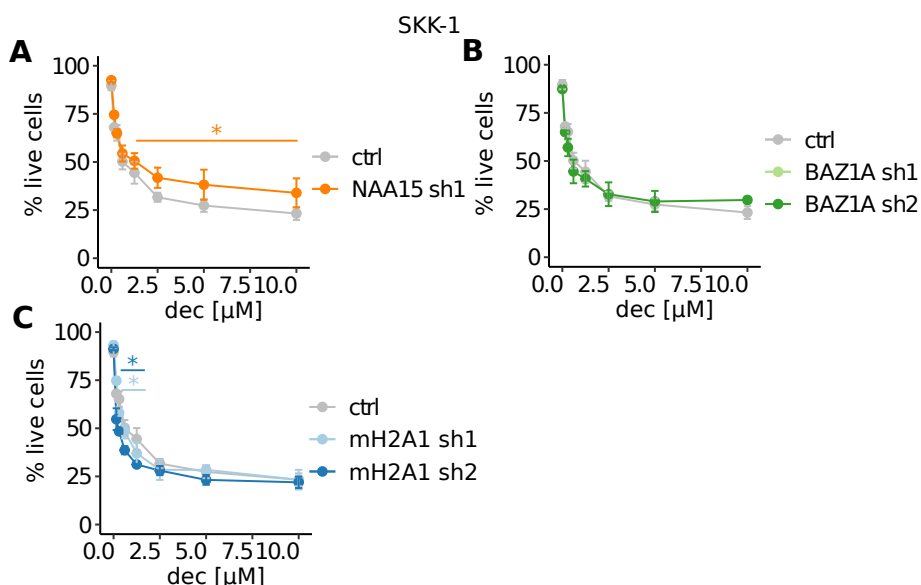 SKK-1
A
% live cells
100
75
50
25
0
*
0.0 2.5 5.0 7.5 10.0
dec [µM]
ctrl
NAA15 sh1
B
% live cells
100
75
50
25
0
0.0 2.5 5.0 7.5 10.0
dec [µM]
ctrl
BAZ1A sh1
BAZ1A sh2
C
% live cells
100
75
50
25
0
*
*
0.0 2.5 5.0 7.5 10.0
dec [µM]
ctrl
mH2A1 sh1
mH2A1 sh2